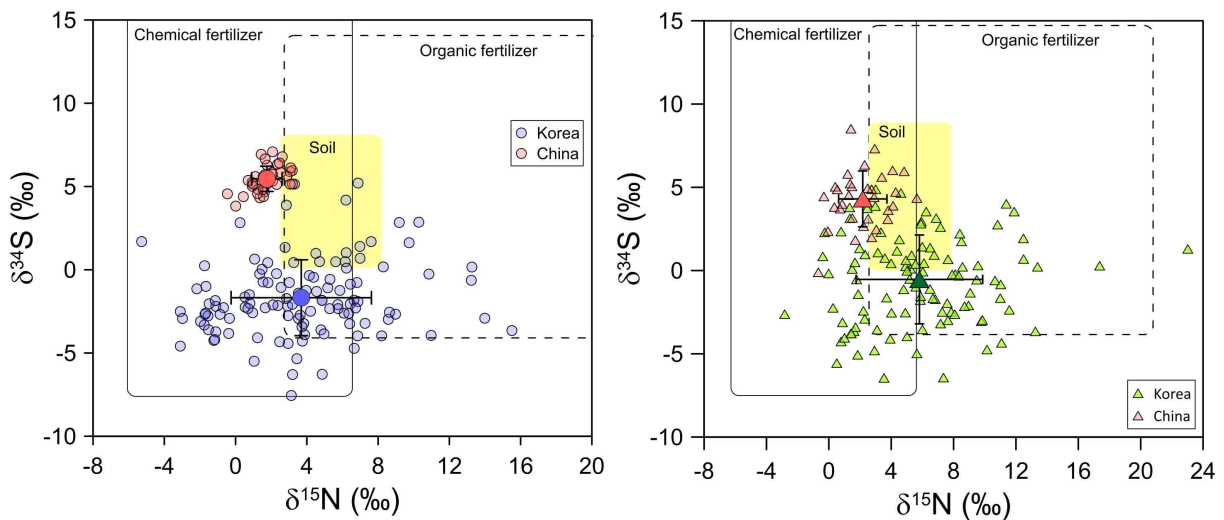 15
10
5
0
-5
-10
δ³⁴S (‰)
Chemical fertilizer
Organic fertilizer
Soil
Korea
China
-8
-4
0
4
8
12
16
20
δ¹⁵N (‰)
15
10
5
0
-5
-10
δ³⁴S (‰)
Chemical fertilizer
Organic fertilizer
Soil
Korea
China
-8
-4
0
4
8
12
16
20
24
δ¹⁵N (‰)